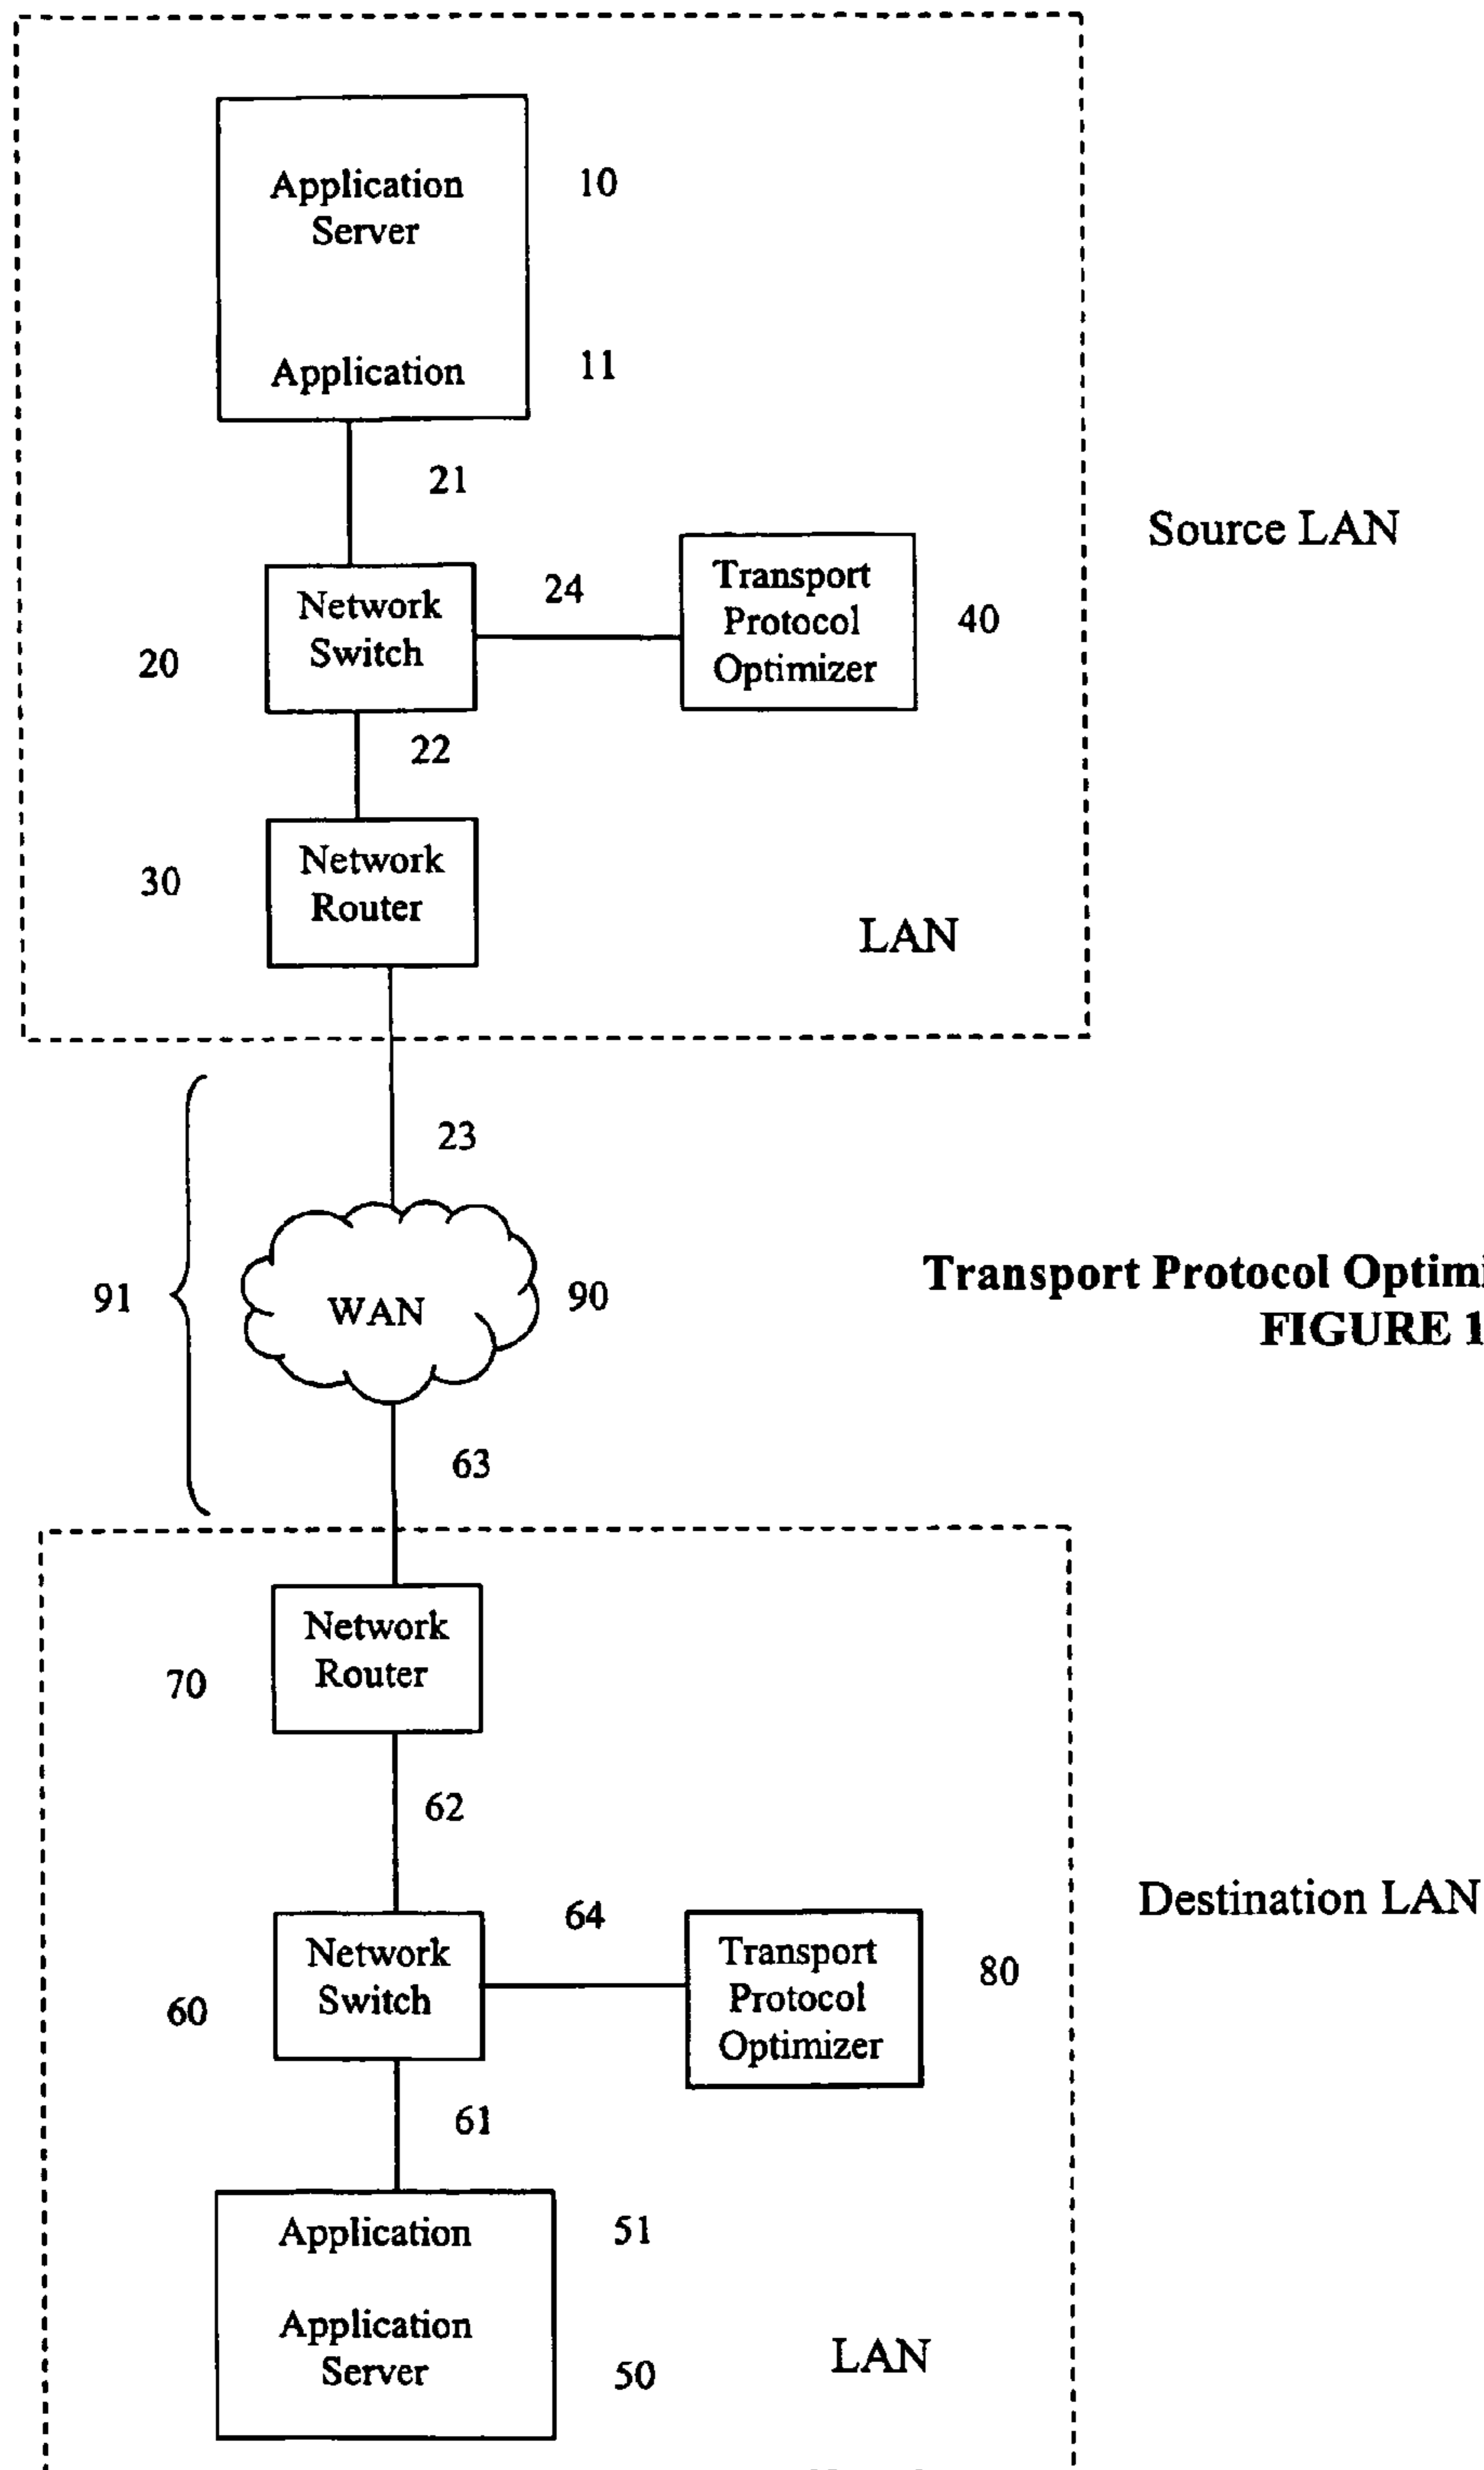 Application
Server
10
Application
11
21
Network
Switch
20
24
Transport
Protocol
Optimizer
40
Source LAN
22
Network
Router
30
LAN
23
91
WAN
90
Transport Protocol Optimi
FIGURE 1
63
Network
Router
70
62
Network
Switch
60
64
Transport
Protocol
Optimizer
80
Destination LAN
61
Application
51
Application
Server
50
LAN